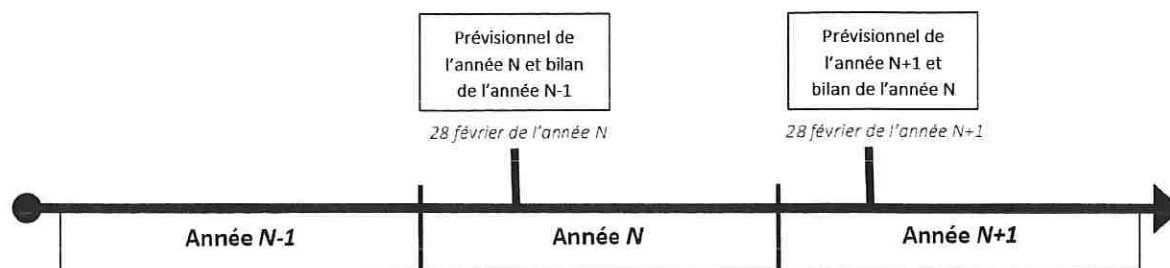 Prévisionnel de
l'année N et bilan
de l'année N-1
Prévisionnel de
l'année N+1 et
bilan de l'année N
28 février de l'année N
28 février de l'année N+1
Année N-1
Année N
Année N+1